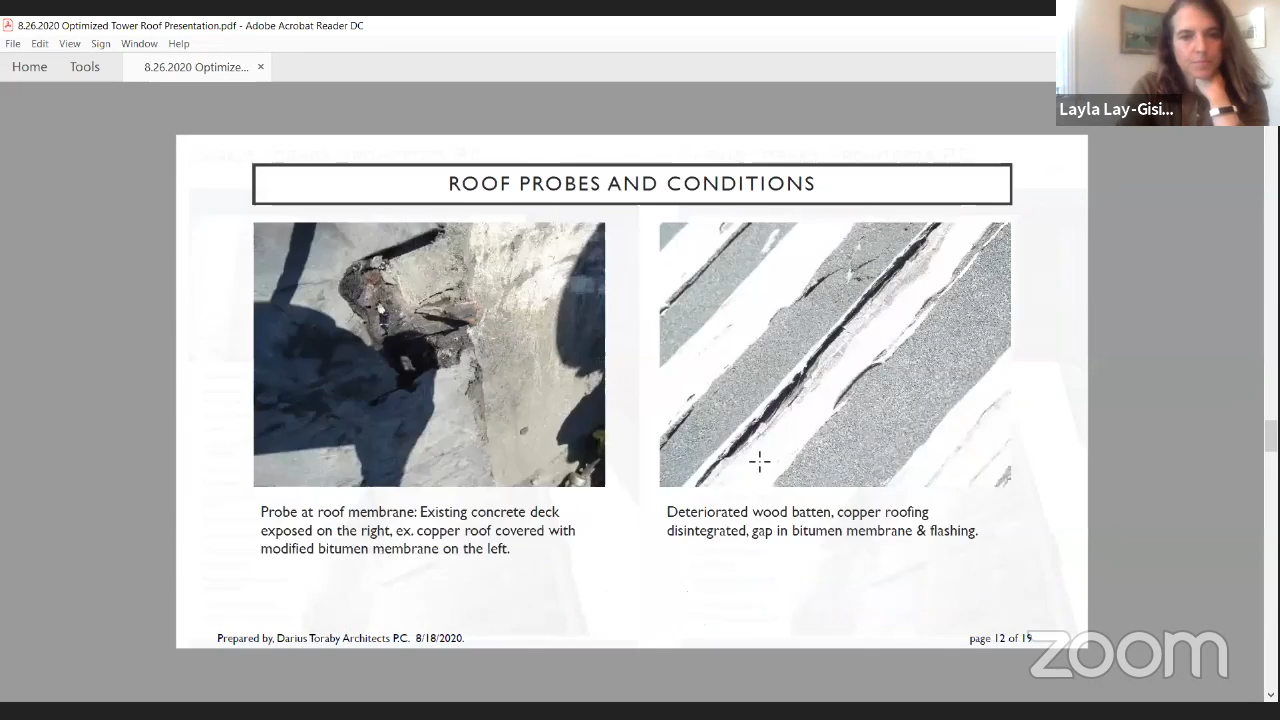 8.26.2020 Optimized Tower Roof Presentation.pdf - Adobe Acrobat Reader DC
File Edit View Sign Window Help
Home Tools 8.26.2020 Optimize... ×
Layla Lay-Gisi...
ROOF PROBES AND CONDITIONS
Probe at roof membrane: Existing concrete deck
exposed on the right, ex. copper roof covered with
modified bitumen membrane on the left.
Deteriorated wood batten, copper roofing
disintegrated, gap in bitumen membrane & flashing.
Prepared by, Darius Toraby Architects P.C. 8/18/2020.
page 12 of 19
zoom